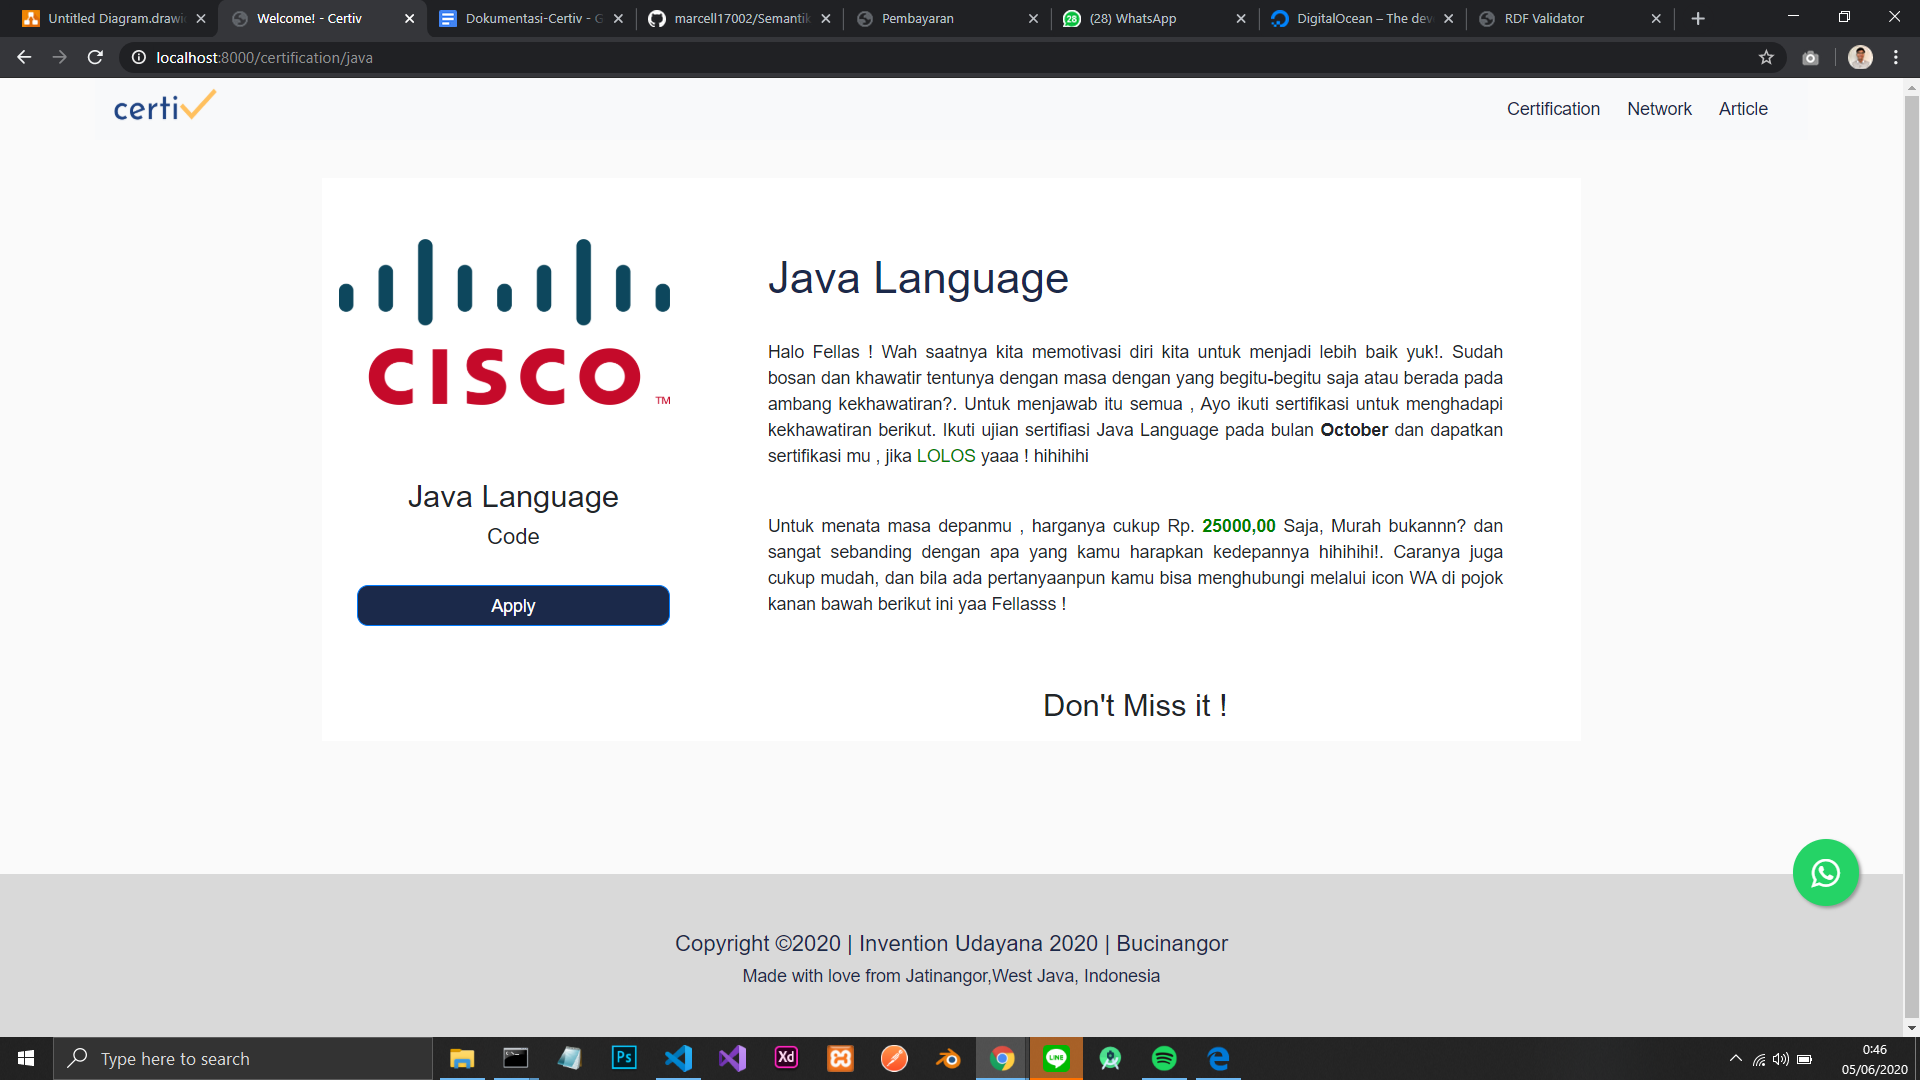 Untitled Diagram.drawi
Welcome! - Certiv
Dokumentasi-Certiv - G
marcell17002/Semantik
Pembayaran
(28) WhatsApp
DigitalOcean – The dev
RDF Validator
localhost:8000/certification/java
certi
Certification
Network
Article
CISCO
TM
Java Language
Code
Apply
Java Language
Halo Fellas ! Wah saatnya kita memotivasi diri kita untuk menjadi lebih baik yuk!. Sudah
bosan dan khawatir tentunya dengan masa dengan yang begitu-begitu saja atau berada pada
ambang kekhawatiran?. Untuk menjawab itu semua , Ayo ikuti sertifikasi untuk menghadapi
kekhawatiran berikut. Ikuti ujian sertifiasi Java Language pada bulan October dan dapatkan
sertifikasi mu , jika LOLOS yaaa ! hihihihi
Untuk menata masa depanmu , harganya cukup Rp. 25000,00 Saja, Murah bukannn? dan
sangat sebanding dengan apa yang kamu harapkan kedepannya hihihihi!. Caranya juga
cukup mudah, dan bila ada pertanyaanpun kamu bisa menghubungi melalui icon WA di pojok
kanan bawah berikut ini yaa Fellasss !
Don't Miss it !
Copyright ©2020 | Invention Udayana 2020 | Bucinangor
Made with love from Jatinangor,West Java, Indonesia
Type here to search
Ps
Xd
LINE
0:46
05/06/2020